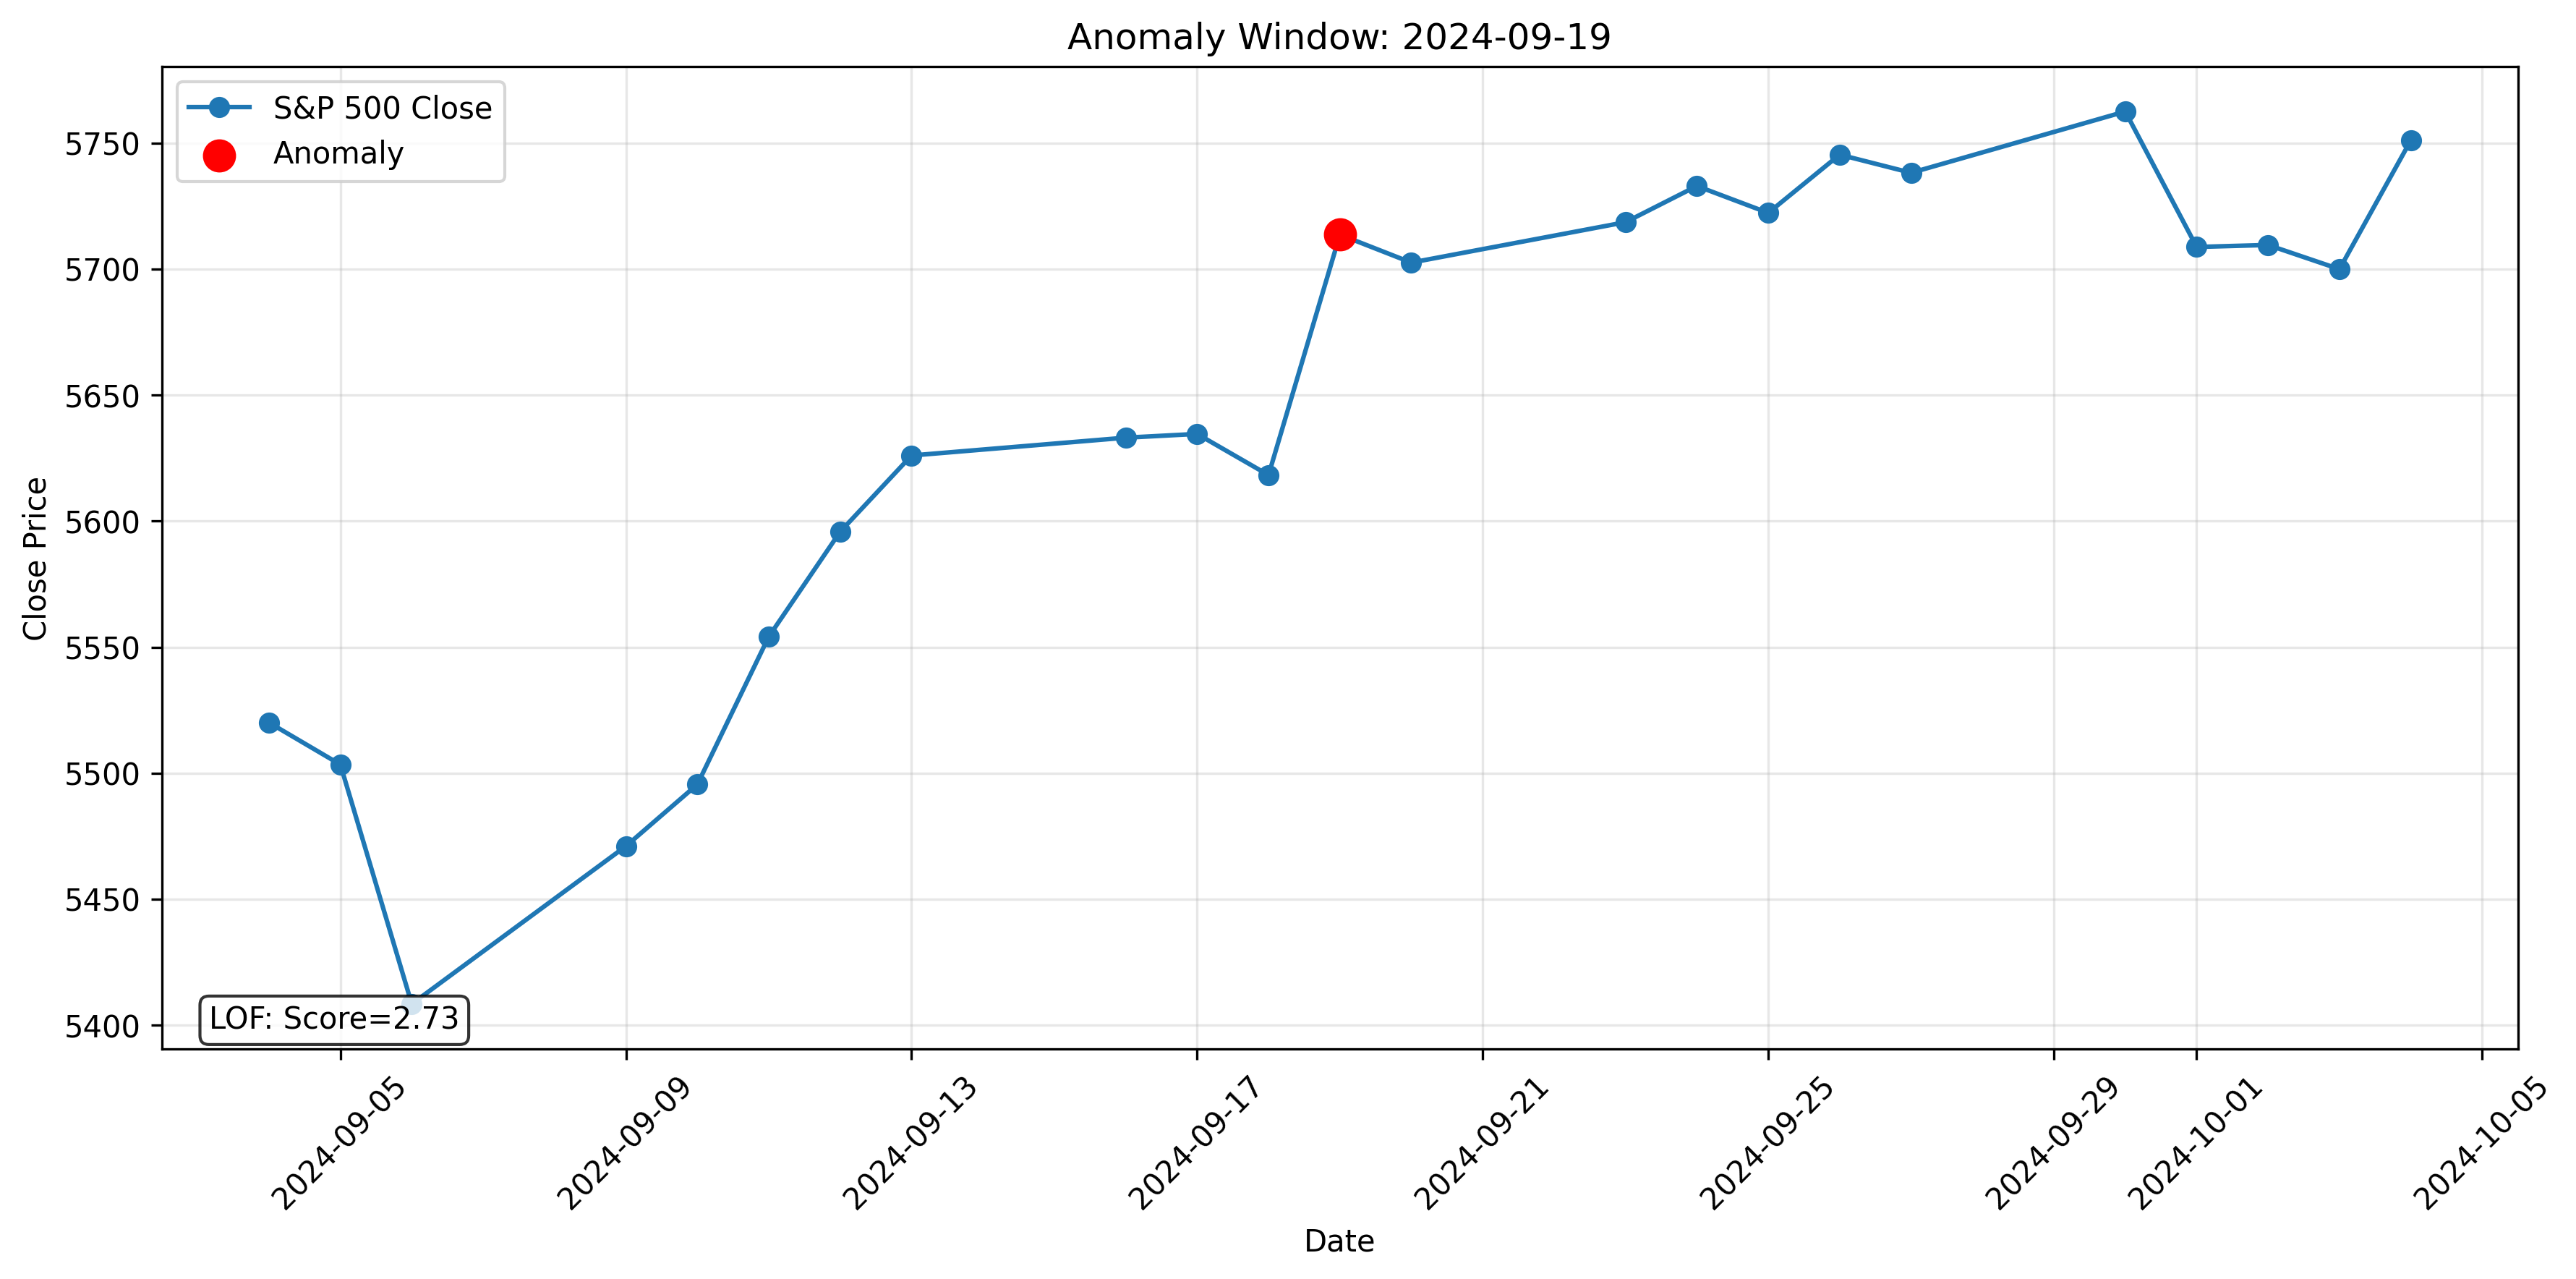 Anomaly Window: 2024-09-19
S&P 500 Close
Anomaly
5750
5700
5650
5600
5550
5500
5450
5400
Close Price
LOF: Score=2.73
2024-09-05
2024-09-09
2024-09-13
2024-09-17
2024-09-21
2024-09-25
2024-09-29
2024-10-01
2024-10-05
Date